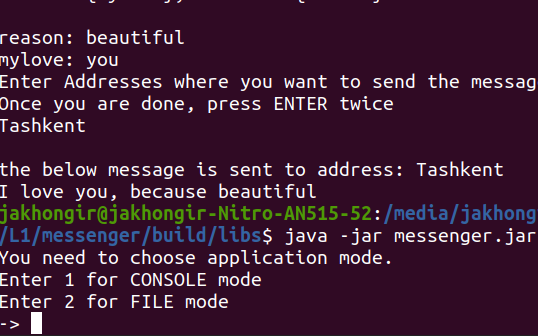 reason: beautiful
mylove: you
Enter Addresses where you want to send the messag
Once you are done, press ENTER twice
Tashkent
the below message is sent to address: Tashkent
I love you, because beautiful
jakhongir@jakhongir-Nitro-AN515-52:/media/jakhong
/L1/messenger/build/libs$ java -jar messenger.jar
You need to choose application mode.
Enter 1 for CONSOLE mode
Enter 2 for FILE mode
->